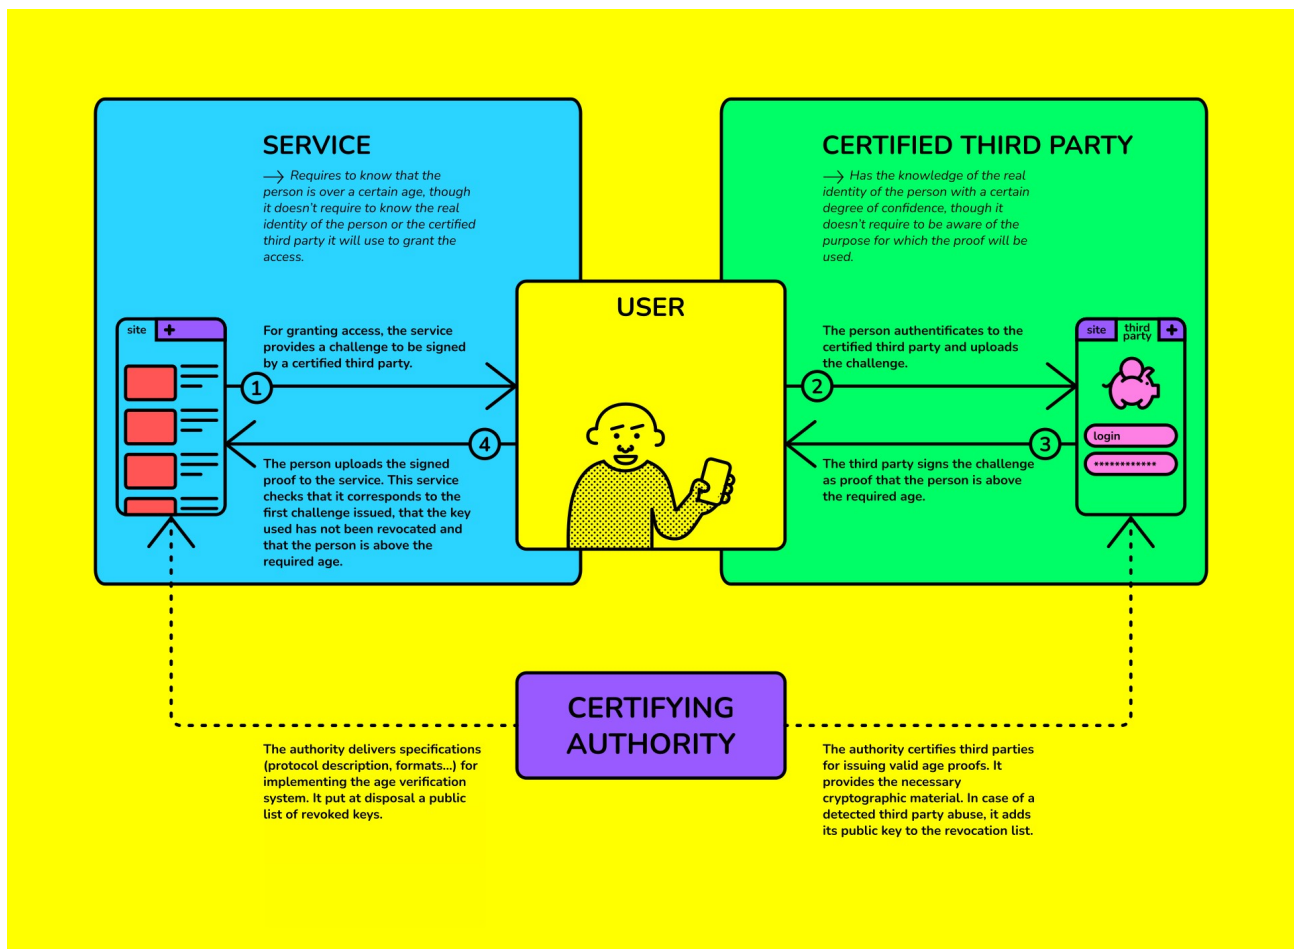 SERVICE
→ Requires to know that the
person is over a certain age, though
it doesn't require to know the real
identity of the person or the certified
third party it will use to grant the
access.
site
For granting access, the service
provides a challenge to be signed
by a certified third party.
1
4
The person uploads the signed
proof to the service. This service
checks that it corresponds to the
first challenge issued, that the key
used has not been revocated and
that the person is above the
required age.
USER
CERTIFIED THIRD PARTY
→ Has the knowledge of the real
identity of the person with a certain
degree of confidence, though it
doesn't require to be aware of the
purpose for which the proof will be
used.
The person authentificates to the
certified third party and uploads
the challenge.
2
3
The third party signs the challenge
as proof that the person is above
the required age.
site
third
party
login
************
CERTIFYING
AUTHORITY
The authority delivers specifications
(protocol description, formats...) for
implementing the age verification
system. It put at disposal a public
list of revoked keys.
The authority certifies third parties
for issuing valid age proofs. It
provides the necessary
cryptographic material. In case of a
detected third party abuse, it adds
its public key to the revocation list.